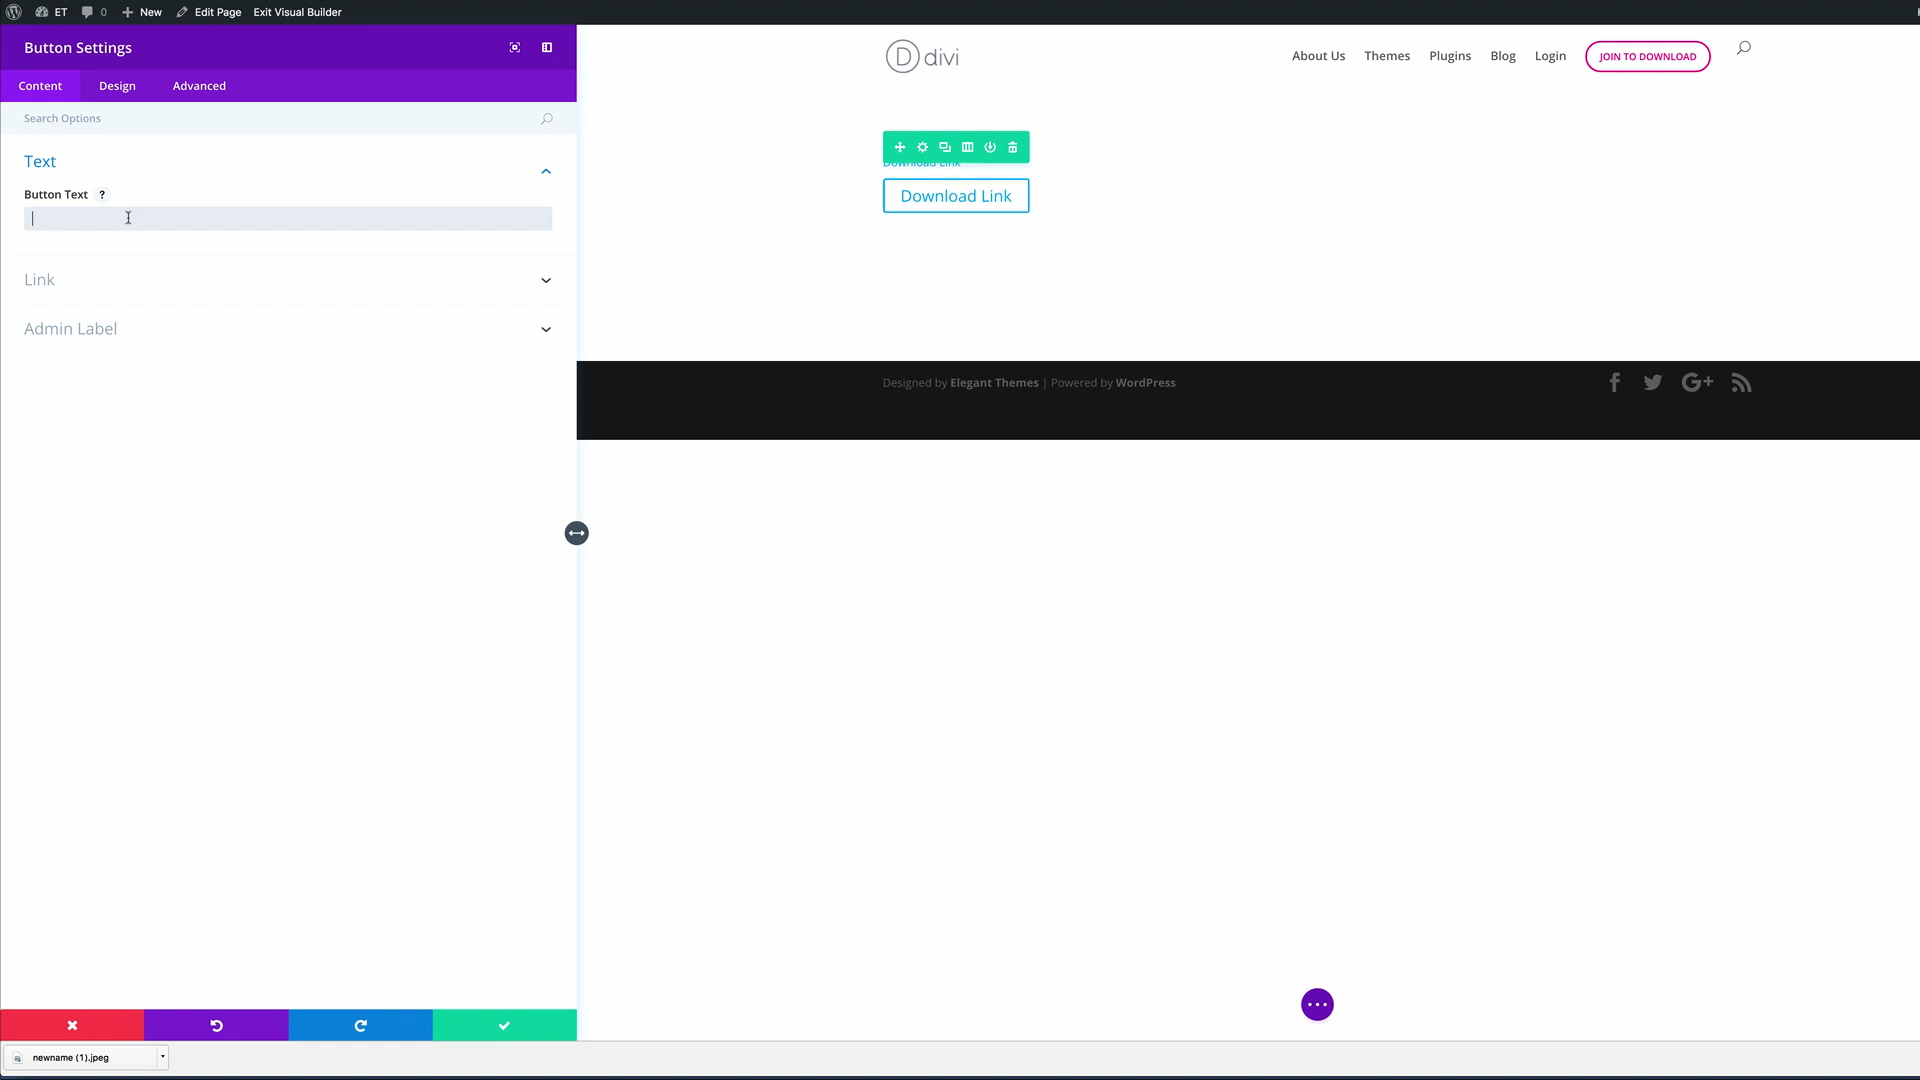 ET
0
New
Edit Page
Exit Visual Builder
Button Settings
Content
Design
Advanced
Search Options
Text
Button Text ?
Link
Admin Label
D divi
About Us
Themes
Plugins
Blog
Login
JOIN TO DOWNLOAD
Download Link
Download Link
Designed by Elegant Themes | Powered by WordPress
newname (1).jpeg